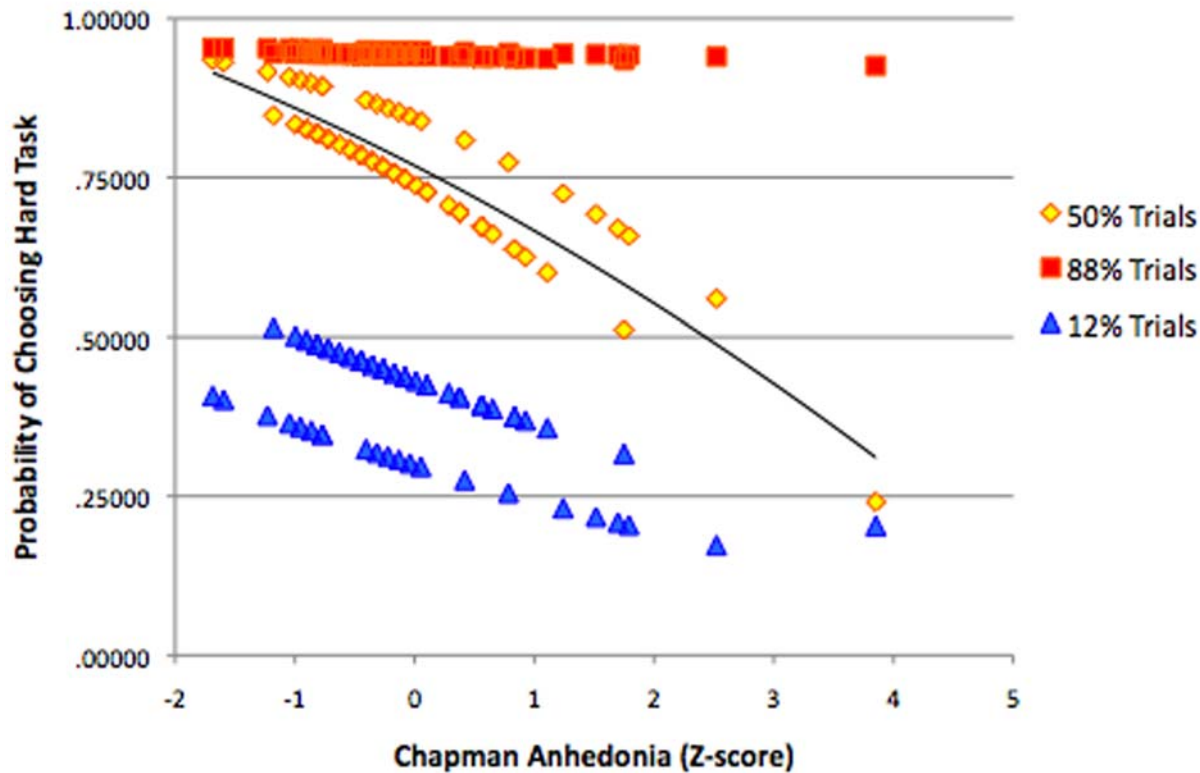 1.00000
.75000
.50000
.25000
.00000
Probability of Choosing Hard Task
-2 -1 0 1 2 3 4 5
Chapman Anhedonia (Z-score)
50% Trials
88% Trials
12% Trials